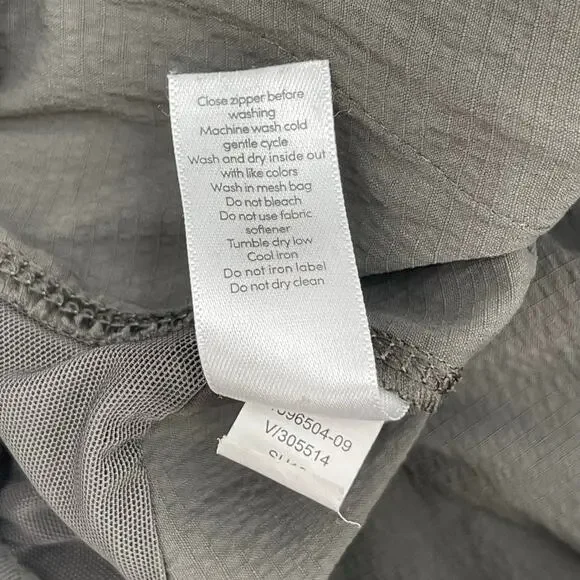 Close zipper before
washing
Machine wash cold
gentle cycle
Wash and dry inside out
with like colors
Wash in mesh bag
Do not bleach
Do not use fabric
softener
Tumble dry low
Cool iron
Do not iron label
Do not dry clean
V/305514